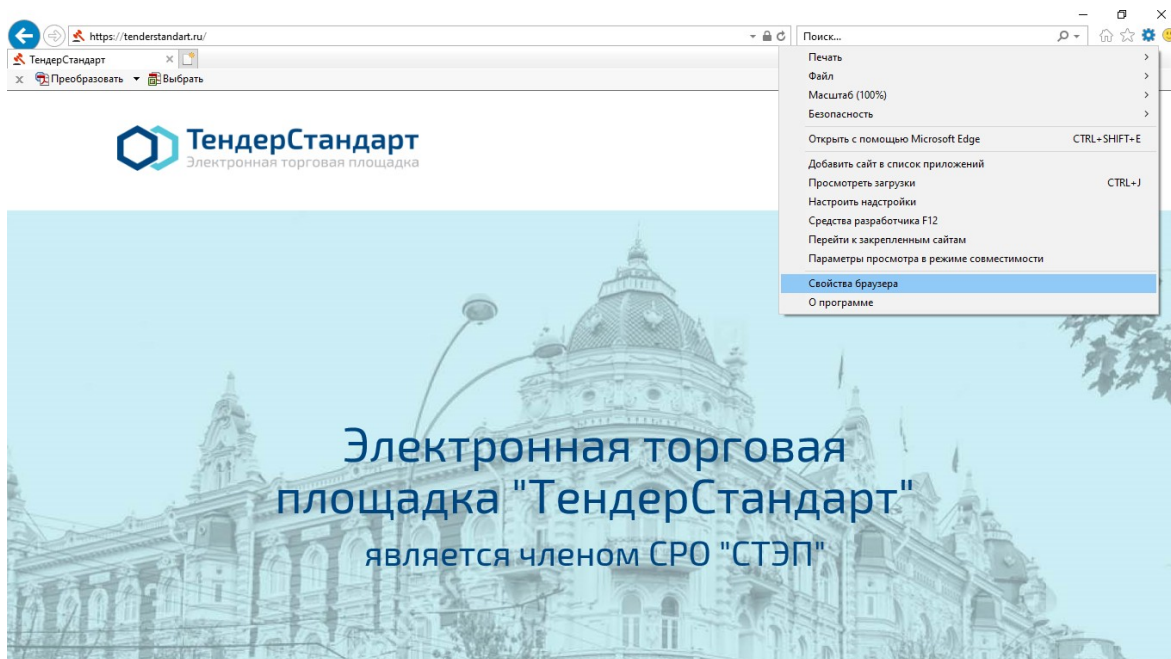 https://tenderstandart.ru/
Поиск...
ТендерСтандарт
Преобразовать
Выбрать
Печать
Файл
Масштаб (100%)
Безопасность
Открыть с помощью Microsoft Edge CTRL+SHIFT+E
Добавить сайт в список приложений
Просмотреть загрузки CTRL+J
Настроить надстройки
Средства разработчика F12
Перейти к закрепленным сайтам
Параметры просмотра в режиме совместимости
Свойства браузера
О программе
ТендерСтандарт
Электронная торговая площадка
Электронная торговая
площадка "ТендерСтандарт"
является членом СРО "СТЭП"